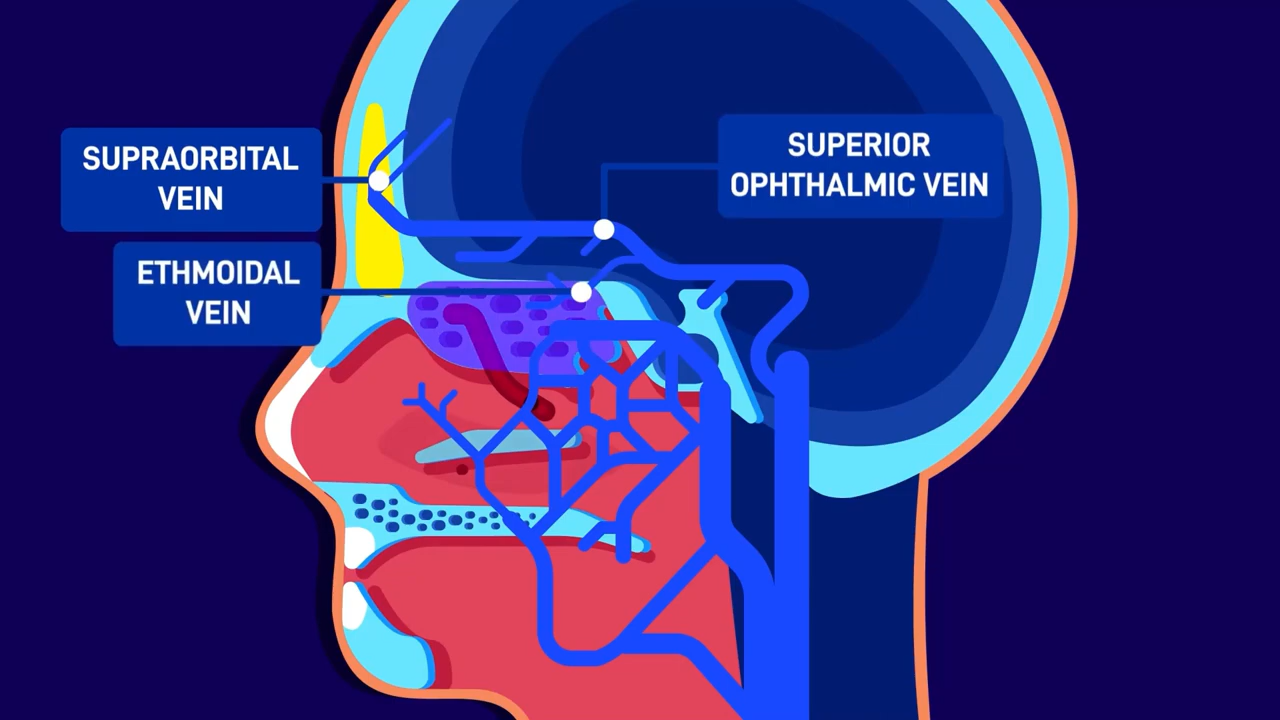 SUPRAORBITAL
VEIN
ETHMOIDAL
VEIN
SUPERIOR
OPHTHALMIC VEIN